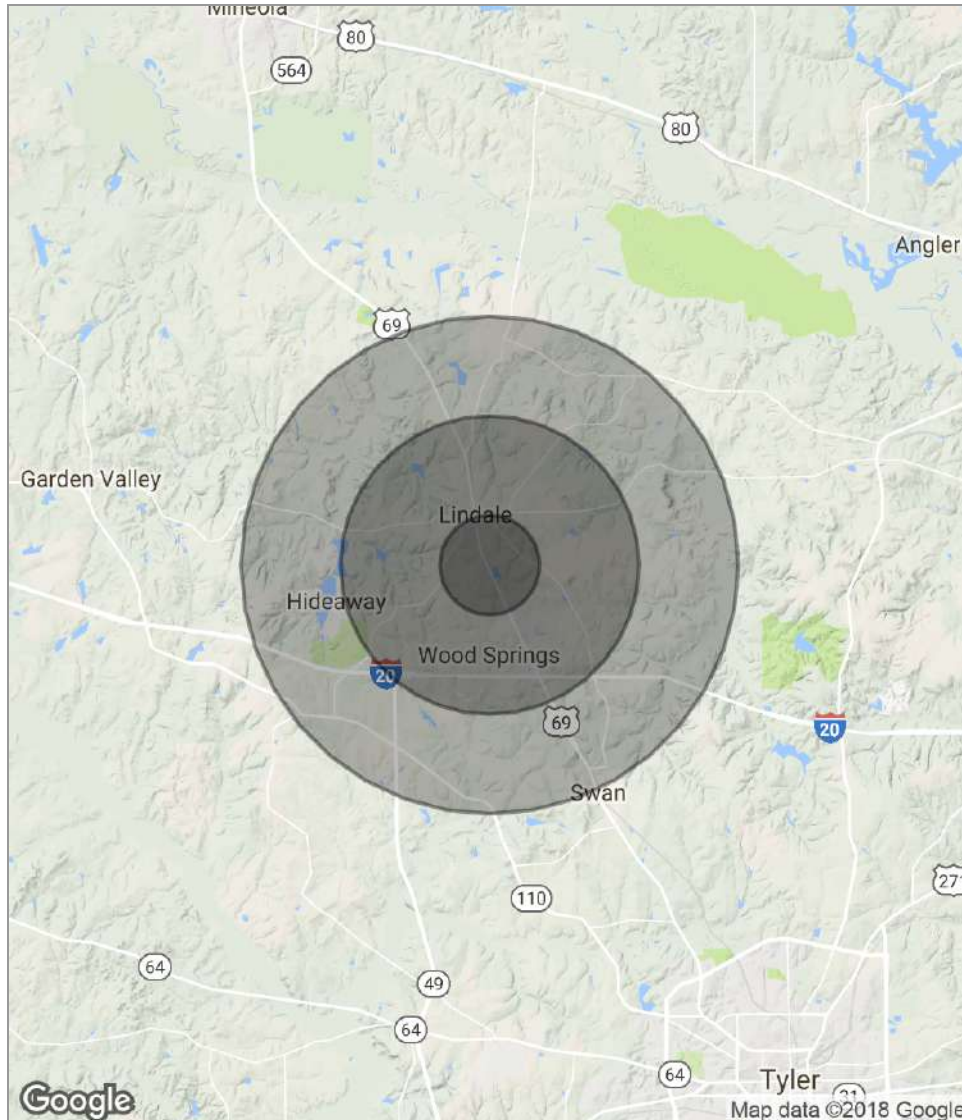 Mineola
80
564
80
Angler
69
Garden Valley
Lindale
Hideaway
Wood Springs
20
69
20
Swan
271
110
64
49
64
64
Tyler
31
Google
Map data ©2018 Google